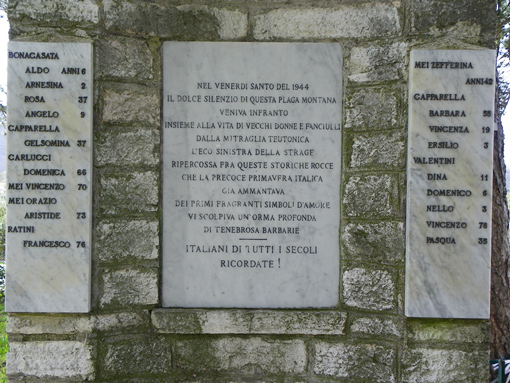 BONACASATA
ALDO ANNI 6
ARNESINA 2
ROSA 37
ANGELO 9
CAPPARELLA
GELSOMINA 37
CARLUCCI
DOMENICA 66
MEI VINCENZO 70
MEI ORAZIO
ARISTIDE 73
RATINI
FRANCESCO 76
NEL VENERDI SANTO DEL 1944
IL DOLCE SILENZIO DI QUESTA PLAGA MONTANA
VENIVA INFRANTO
INSIEME ALLA VITA DI VECCHI DONNE E FANCIULLI
DALLA MITRAGLIA TEUTONICA
L'ECO SINISTRA DELLA STRAGE
RIPERCOSSA FRA QUESTE STORICHE ROCCE
CHE LA PRECOCE PRIMAVERA ITALICA
GIA AMMANTAVA
DEI PRIMI FRAGRANTI SIMBOLI D'AMORE
VI SCOLPIVA UN'ORMA PROFONDA
DI TENEBROSA BARBARIE
ITALIANI DI TUTTI I SECOLI
RICORDATE !
MEI ZEFFERINA
ANNI 42
CAPPARELLA
BARBARA 55
VINCENZA 19
ERSILIO 3
VALENTINI
DINA 11
DOMENICO 6
NELLO 3
VINCENZO 78
PASQUA 35